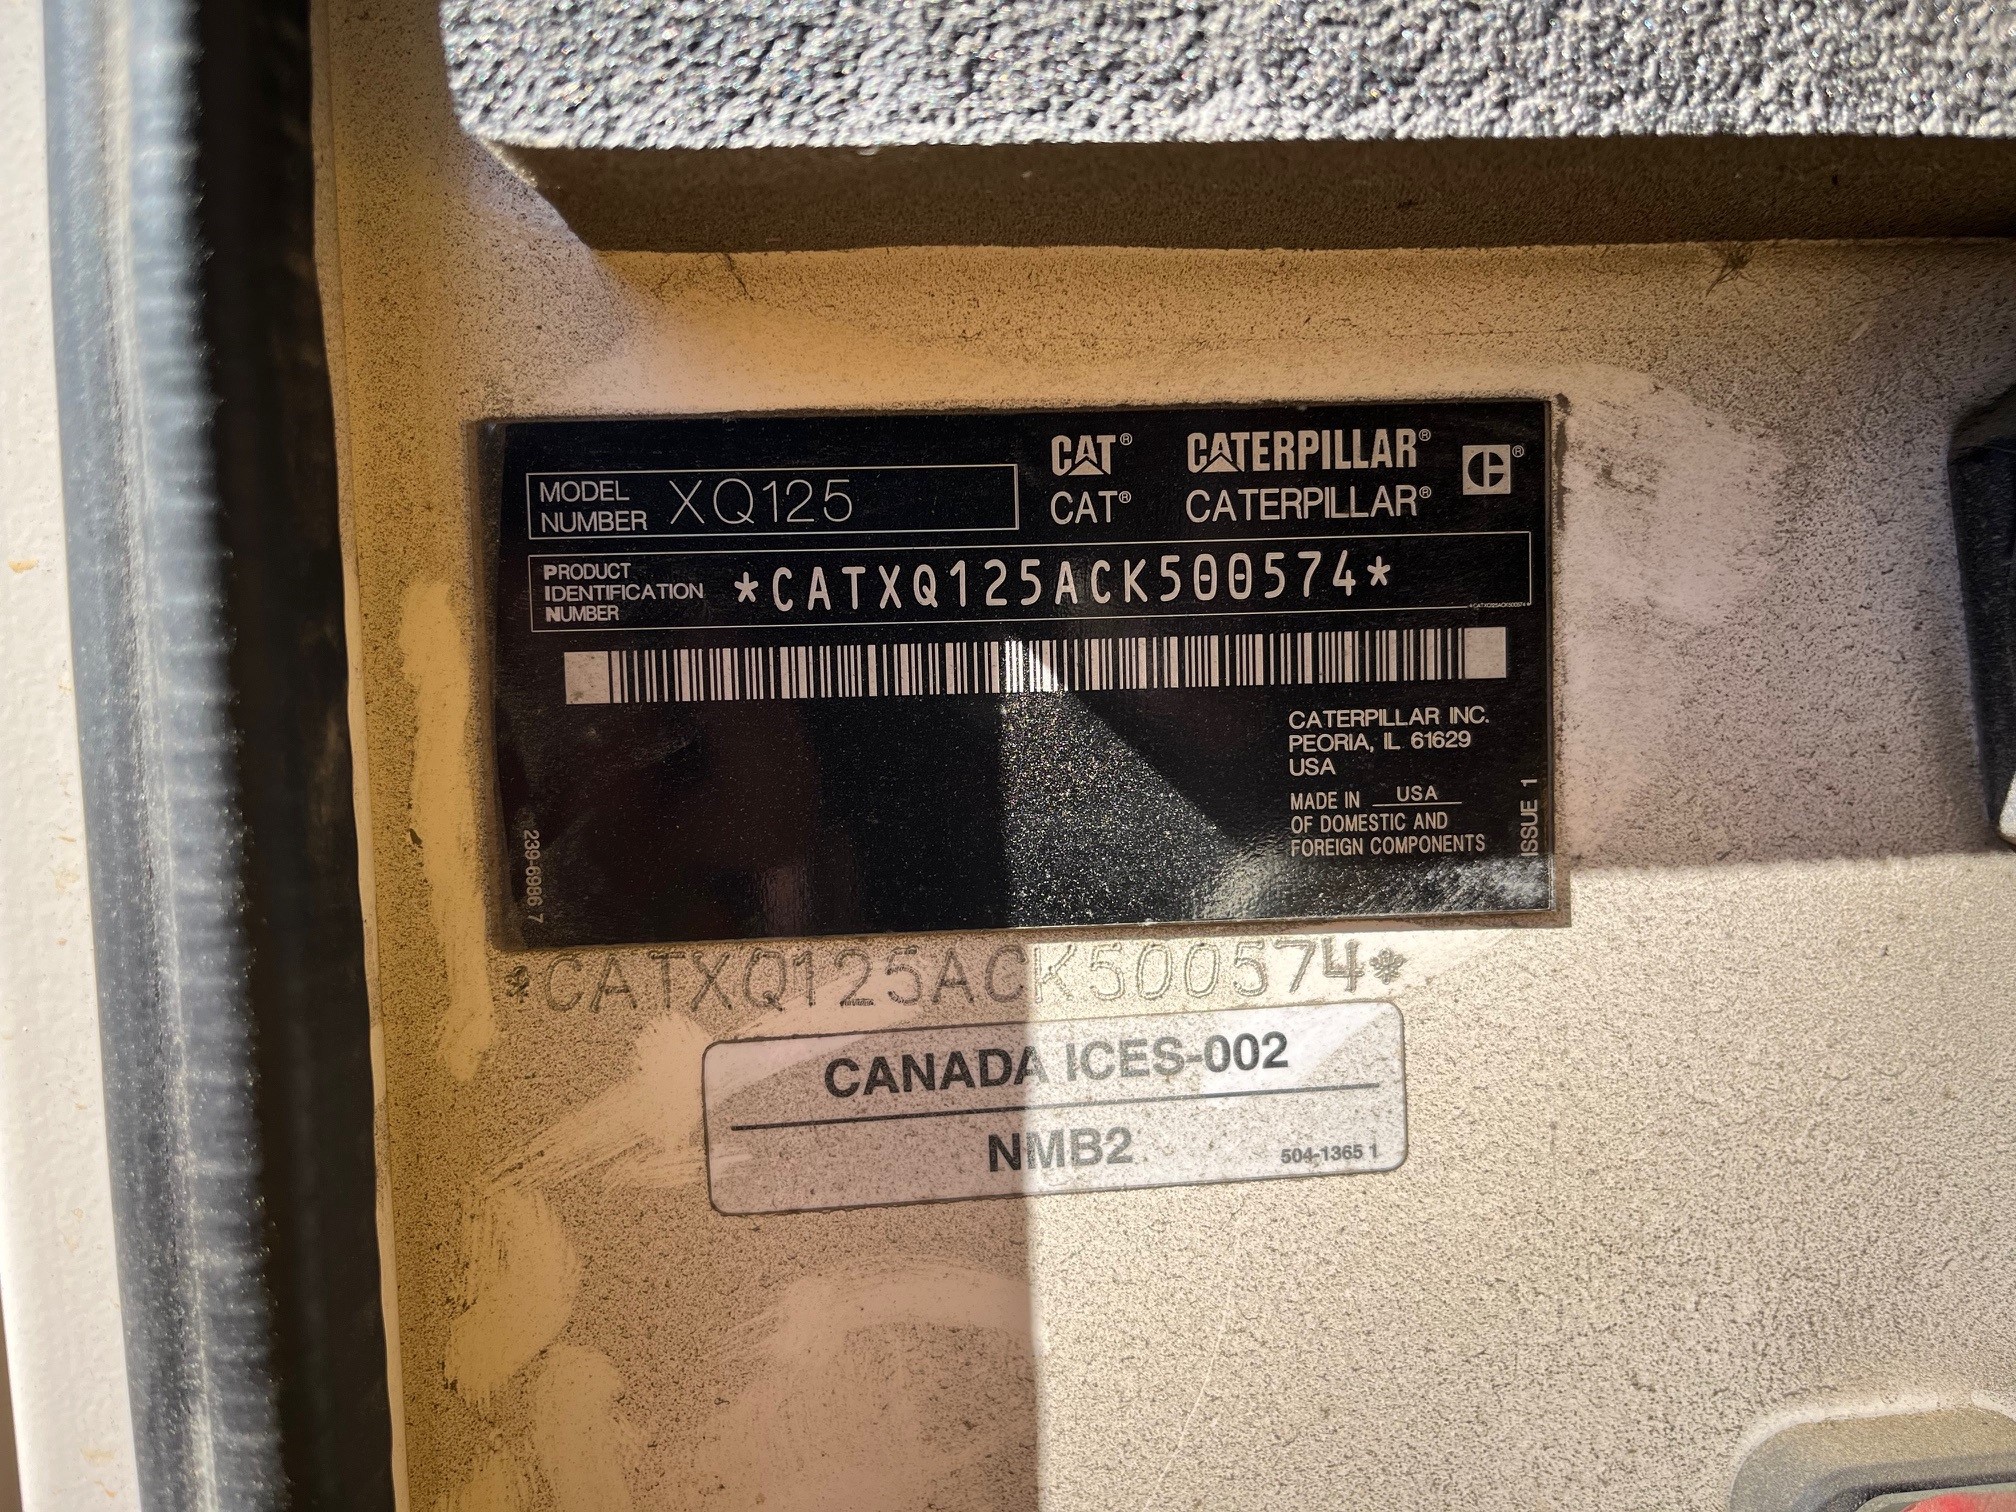 CAT® CATERPILLAR®
MODEL NUMBER XQ125
CAT® CATERPILLAR®
PRODUCT IDENTIFICATION NUMBER *CATXQ125ACK500574*
*CATXQ125ACK500574*
CATERPILLAR INC.
PEORIA, IL 61629
USA
MADE IN USA
OF DOMESTIC AND
FOREIGN COMPONENTS
ISSUE 1
239-6986 7
*CATXQ125ACK500574*
CANADA ICES-002
NMB2
504-1365 1